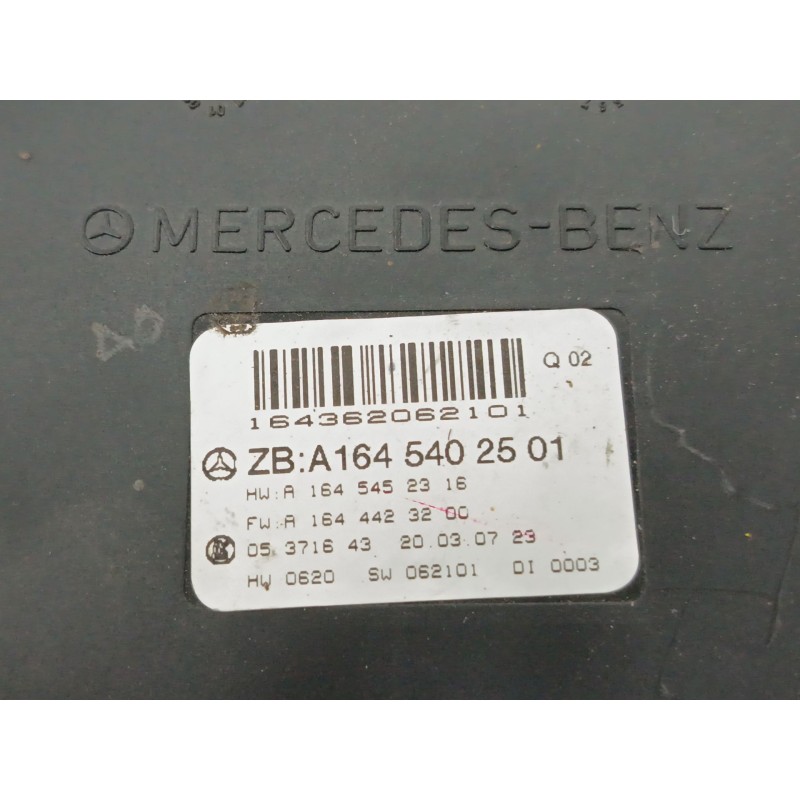 MERCEDES-BENZ
Q 02
164362062101
ZB:A164 540 25 01
HW:A 164 545 23 16
FW:A 164 442 32 00
05 3716 43 20.03.07 23
HW 0620 SW 062101 DI 0003